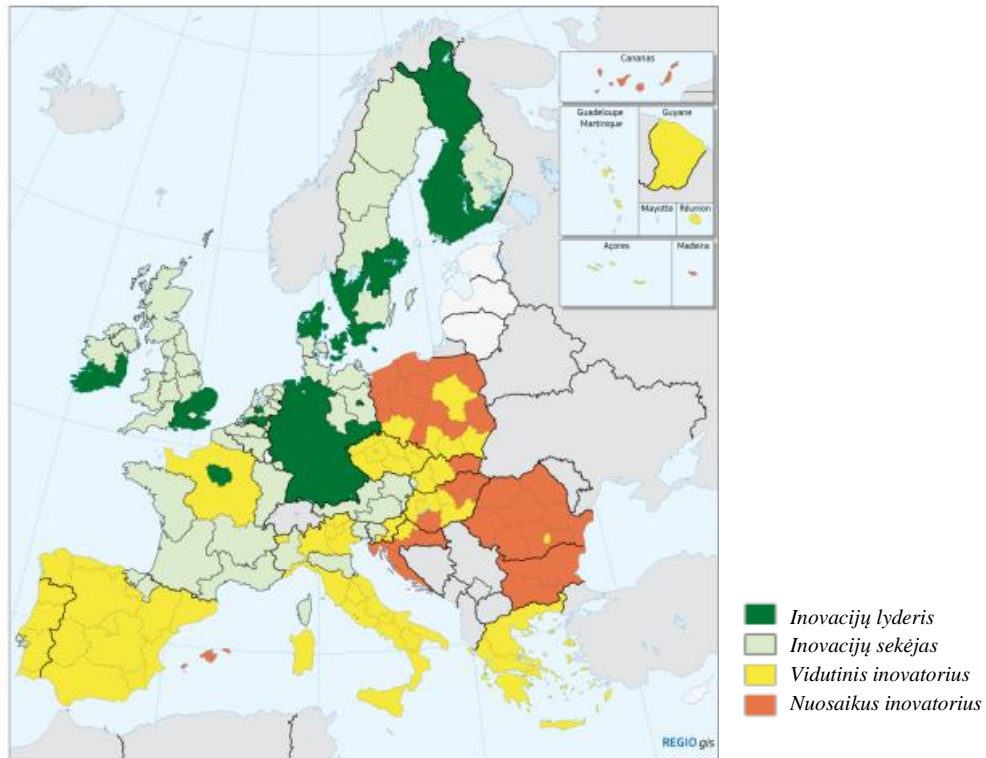 Canarias
Guadeloupe
Martinique
Guyane
Mayotte
Réunion
Açores
Madeira
Inovacijų lyderis
Inovacijų sekėjas
Vidutinis inovatorius
Nuosaikus inovatorius
REGIO gis